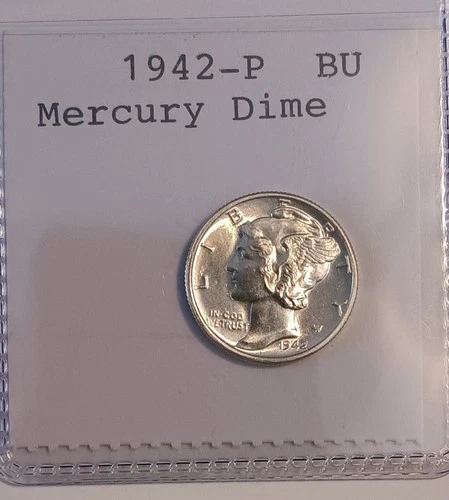 1942-P BU
Mercury Dime
LIBERTY
IN·GOD
WE TRUST
1942